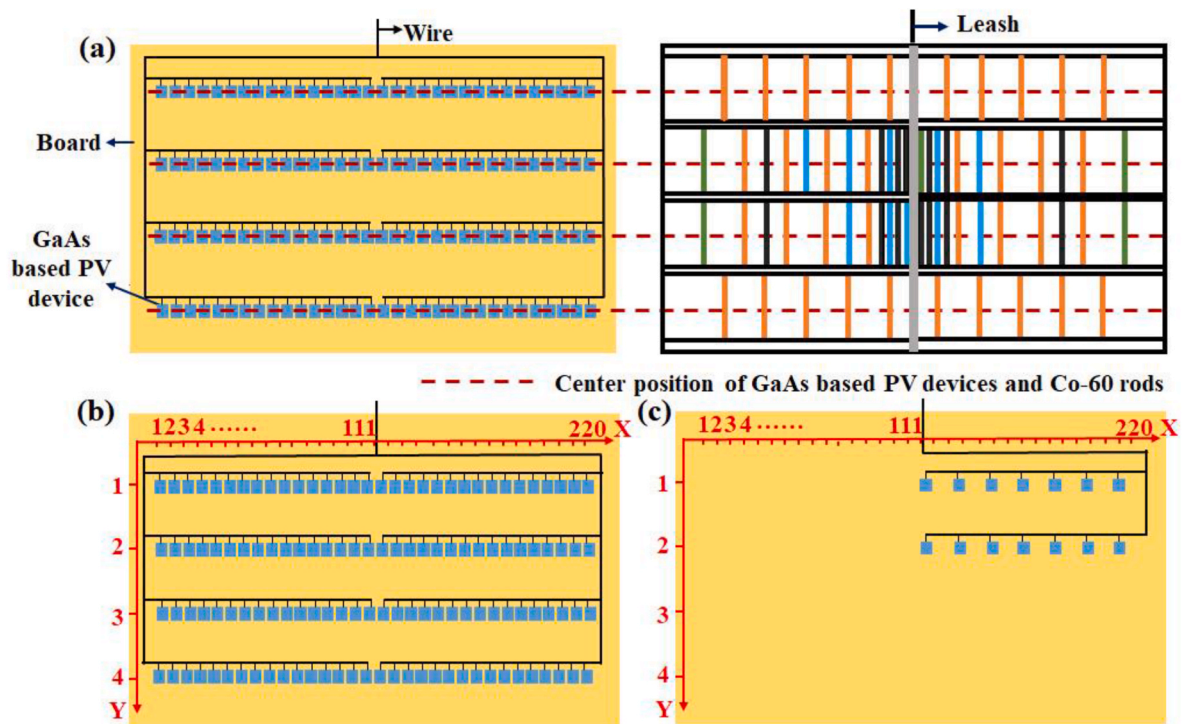 (a)
Wire
Leash
Board
GaAs
based PV
device
Center position of GaAs based PV devices and Co-60 rods
(b)
1234 ······ 111 220 X
1
2
3
4
Y
(c)
1234 ······ 111 220 X
1
2
3
4
Y